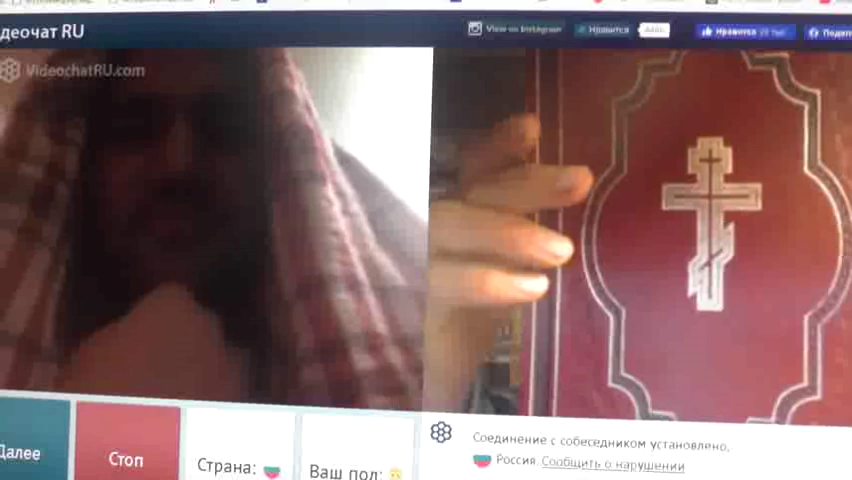 деочат RU
View on Instagram
Нравится
Нравится
VideochatRU.com
Далее
Стоп
Страна:
Ваш пол:
Соединение с собеседником установлено,
Россия. Сообщить о нарушении